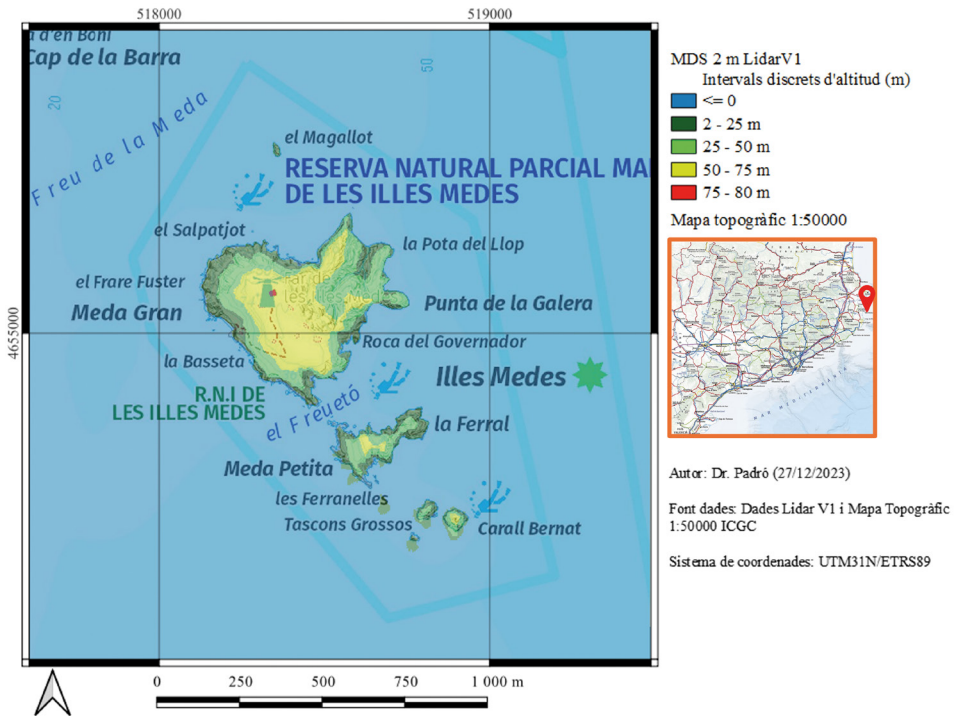 518000
519000
a d'en Boni
Cap de la Barra
20
50
Freu de la Meda
el Magallot
RESERVA NATURAL PARCIAL MA
DE LES ILLES MEDES
el Salpatjot
la Pota del Llop
el Frare Fuster
Meda Gran
Punta de la Galera
4655000
Roca del Governador
la Basseta
Illes Medes
R.N.I DE
LES ILLES MEDES
el Freuetó
la Ferral
Meda Petita
les Ferranelles
Tascons Grossos
Carall Bernat
0 250 500 750 1 000 m
MDS 2 m LidarV1
Intervals discrets d'altitud (m)
<= 0
2 - 25 m
25 - 50 m
50 - 75 m
75 - 80 m
Mapa topogràfic 1:50000
MAR MEDITERRÀNIA
Autor: Dr. Padró (27/12/2023)
Font dades: Dades Lidar V1 i Mapa Topogràfic
1:50000 ICGC
Sistema de coordenades: UTM31N/ETRS89